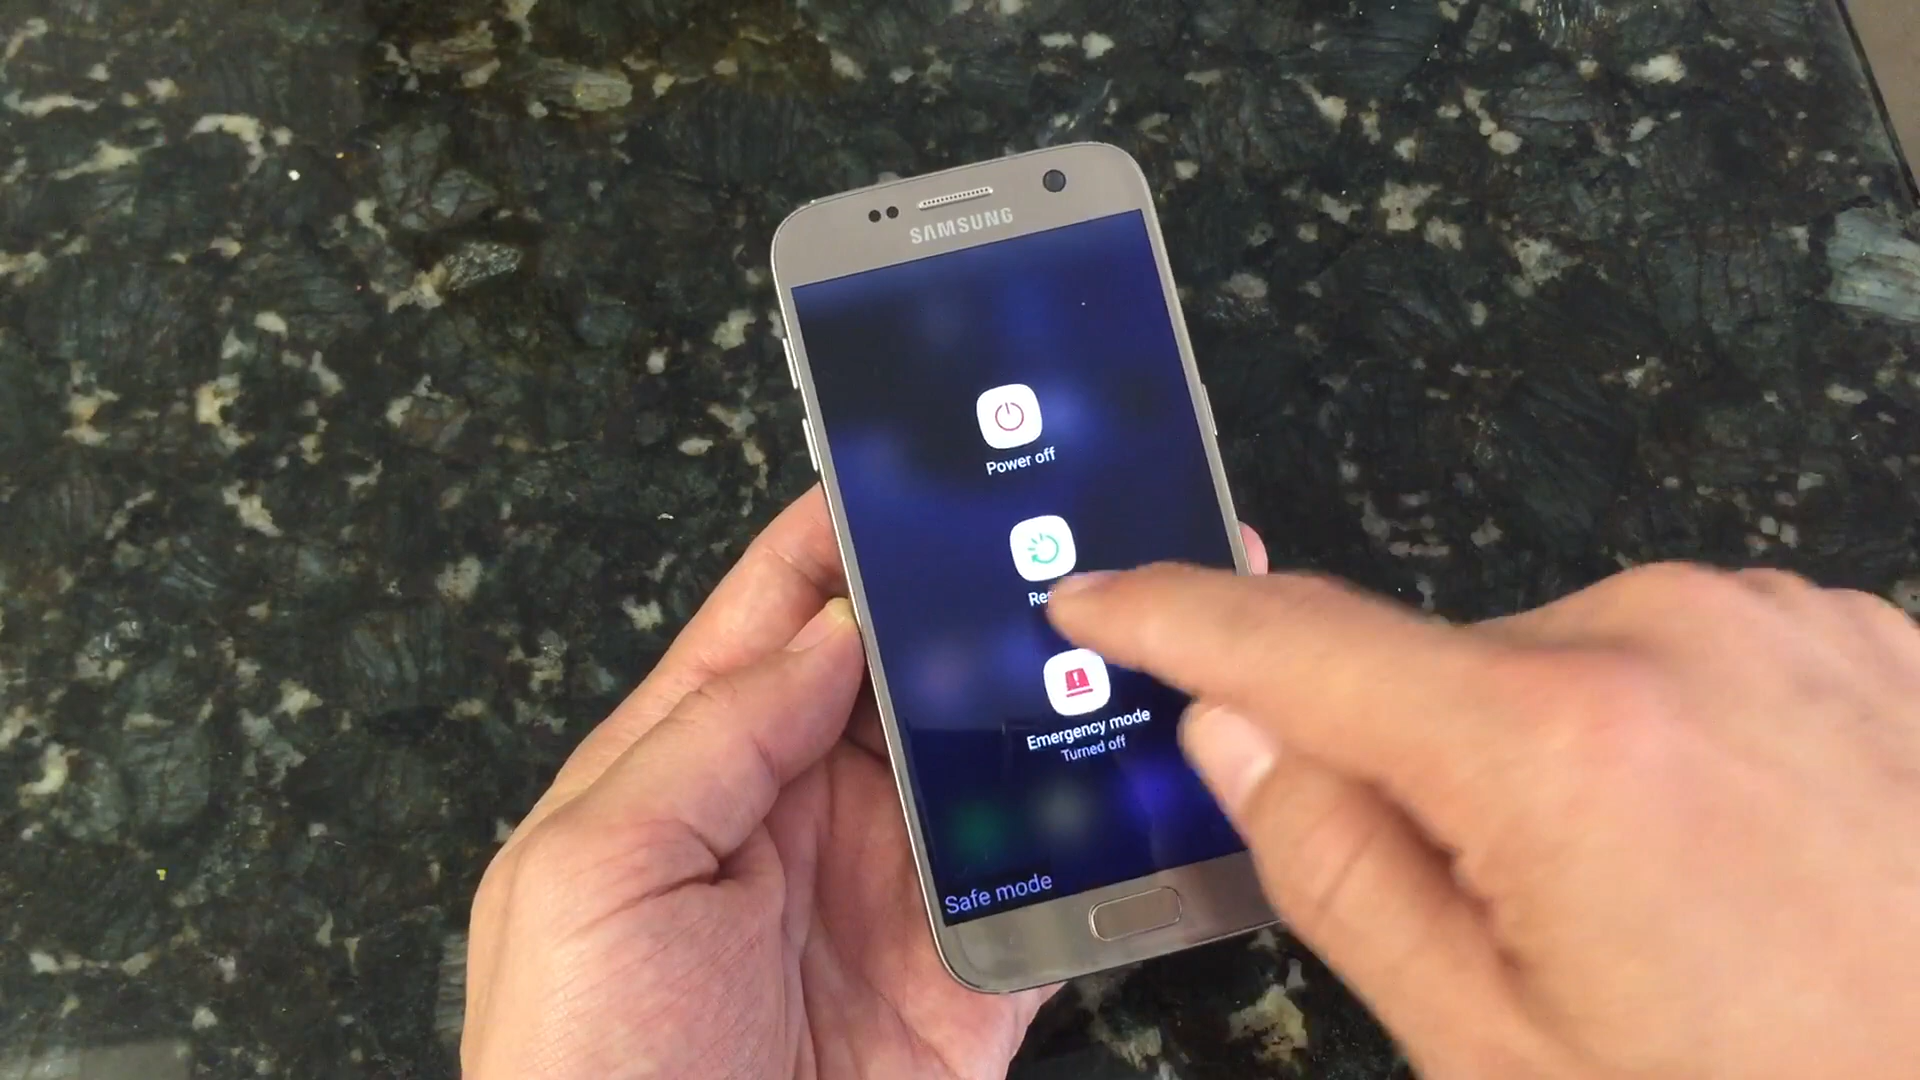 SAMSUNG
Power off
Emergency mode
Turned off
Safe mode